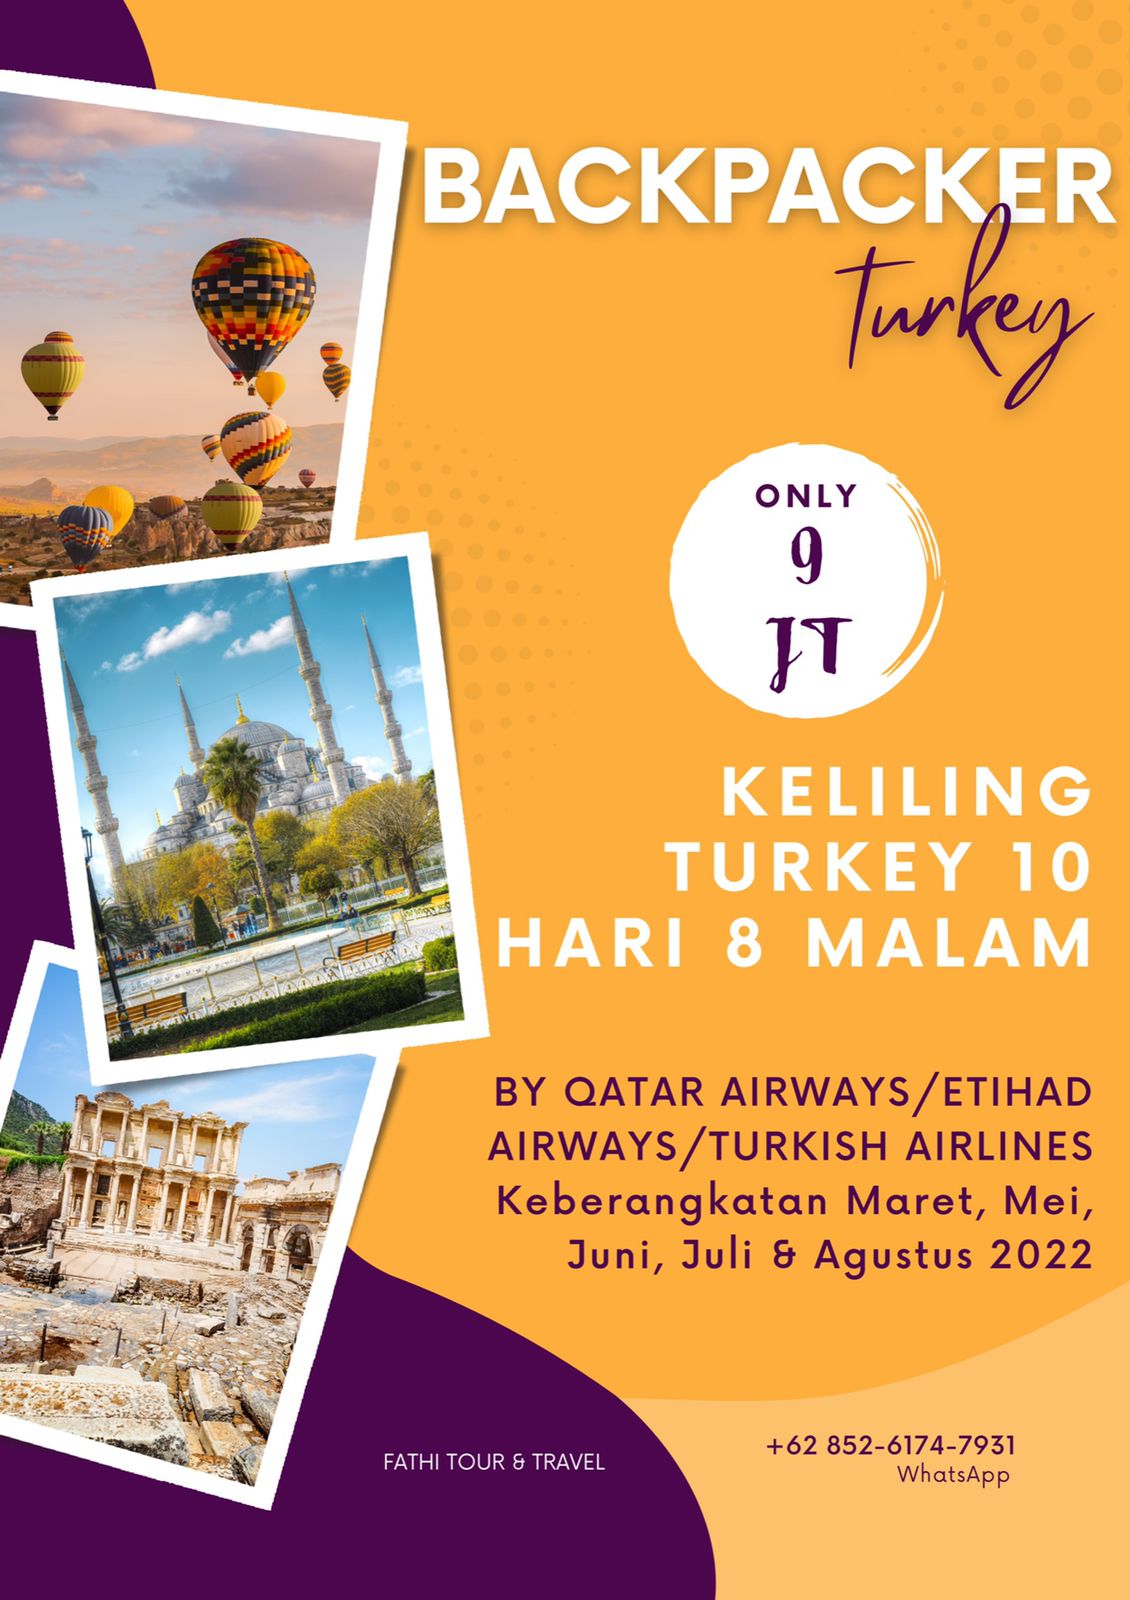 BACKPACKER
Turkey
ONLY
9
JT
KELILING
TURKEY 10
HARI 8 MALAM
BY QATAR AIRWAYS/ETIHAD
AIRWAYS/TURKISH AIRLINES
Keberangkatan Maret, Mei,
Juni, Juli & Agustus 2022
FATHI TOUR & TRAVEL
+62 852-6174-7931
WhatsApp